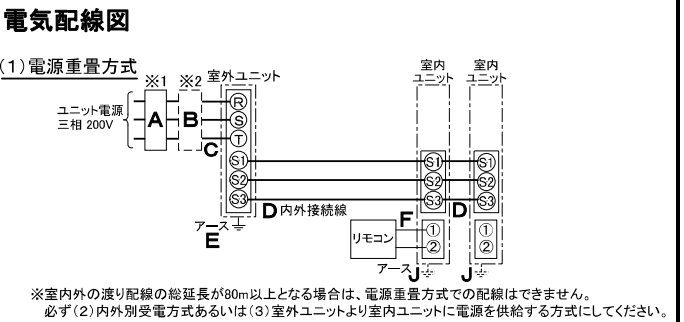 電気配線図
(1)電源重畳方式
※1 ※2 室外ユニット
室内 ユニット 室内 ユニット
ユニット電源
三相 200V
A B C
R
S
T
S1 S1 S1
S2 S2 S2
S3 S3 S3
D 内外接続線 D
アース
E
リモコン F ① ①
② ②
アース J J
※室内外の渡り配線の総延長が80m以上となる場合は、電源重畳方式での配線はできません。
必ず(2)内外別受電方式あるいは(3)室外ユニットより室内ユニットに電源を供給する方式にしてください。